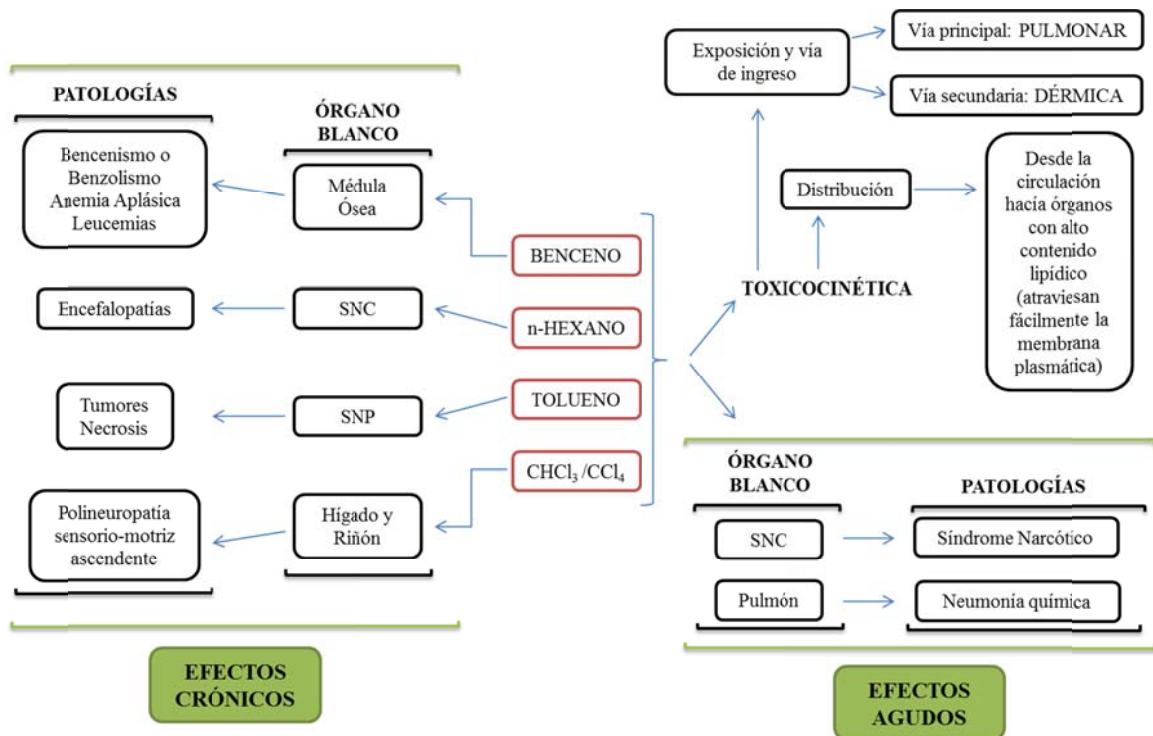 PATOLOGÍAS
ÓRGANO
BLANCO
Bencenismo o
Benzolismo
Anemia Aplásica
Leucemias
Médula
Ósea
BENCENO
Encefalopatías
SNC
n-HEXANO
Tumores
Necrosis
SNP
TOLUENO
CHCl₃ /CCl₄
Polineuropatía
sensorio-motriz
ascendente
Hígado y
Riñón
EFECTOS
CRÓNICOS
Exposición y vía
de ingreso
Vía principal: PULMONAR
Vía secundaria: DÉRMICA
Distribución
Desde la
circulación
hacía órganos
con alto
contenido
lipídico
(atraviesan
fácilmente la
membrana
plasmática)
TOXICOCINÉTICA
ÓRGANO
BLANCO
PATOLOGÍAS
SNC
Síndrome Narcótico
Pulmón
Neumonía química
EFECTOS
AGUDOS